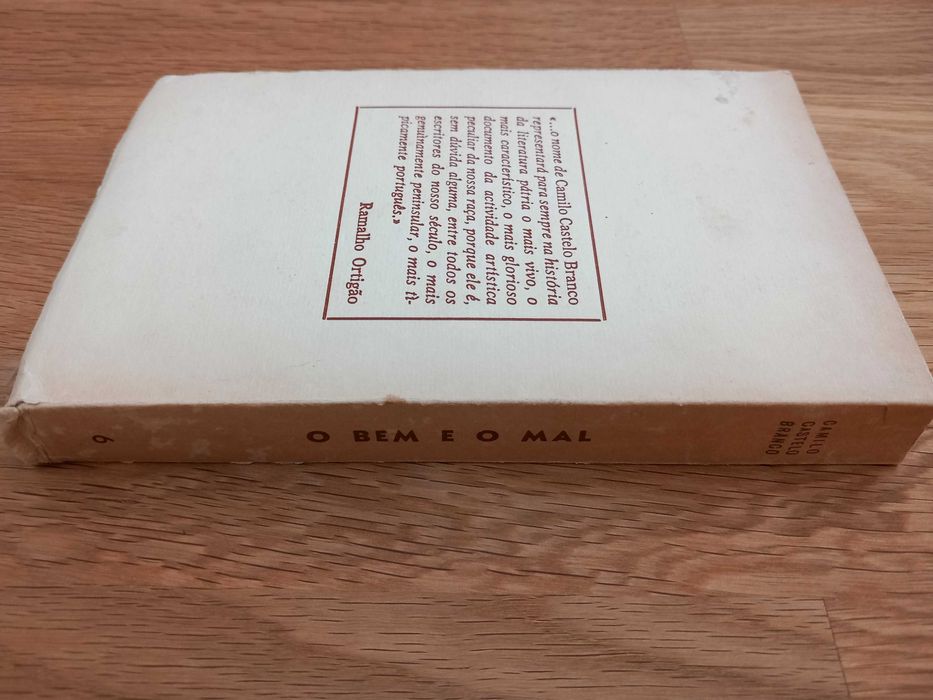 «...o nome de Camilo Castelo Branco
representará para sempre na história
da literatura pátria o mais vivo, o
mais característico, o mais glorioso
documento da actividade artística
peculiar da nossa raça, porque ele é,
sem dúvida alguma, entre todos os
escritores do nosso século, o mais
genuìnamente peninsular, o mais tì-
picamente português.»
Ramalho Ortigão
6
O BEM E O MAL
CAMILO
CASTELO
BRANCO